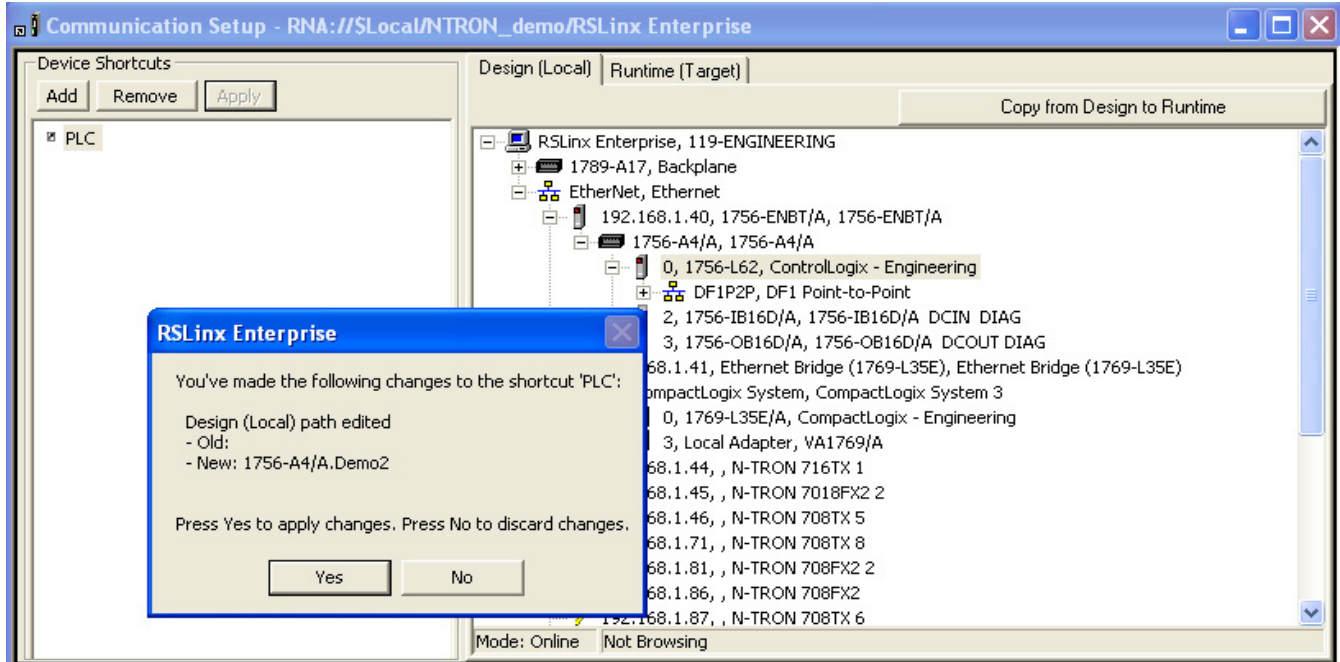 Communication Setup - RNA://$Local/NTRON_demo/RSLinx Enterprise
Device Shortcuts
Add Remove Apply
PLC
Design (Local) Runtime (Target)
Copy from Design to Runtime
RSLinx Enterprise, 119-ENGINEERING
1789-A17, Backplane
EtherNet, Ethernet
192.168.1.40, 1756-ENBT/A, 1756-ENBT/A
1756-A4/A, 1756-A4/A
0, 1756-L62, ControlLogix - Engineering
DF1P2P, DF1 Point-to-Point
2, 1756-IB16D/A, 1756-IB16D/A DCIN DIAG
3, 1756-OB16D/A, 1756-OB16D/A DCOUT DIAG
68.1.41, Ethernet Bridge (1769-L35E), Ethernet Bridge (1769-L35E)
ompactLogix System, CompactLogix System 3
0, 1769-L35E/A, CompactLogix - Engineering
3, Local Adapter, VA1769/A
68.1.44, , N-TRON 716TX 1
68.1.45, , N-TRON 7018FX2 2
68.1.46, , N-TRON 708TX 5
68.1.71, , N-TRON 708TX 8
68.1.81, , N-TRON 708FX2 2
68.1.86, , N-TRON 708FX2
192.168.1.87, , N-TRON 708TX 6
Mode: Online Not Browsing
RSLinx Enterprise
You've made the following changes to the shortcut 'PLC':
Design (Local) path edited
- Old:
- New: 1756-A4/A.Demo2
Press Yes to apply changes. Press No to discard changes.
Yes No